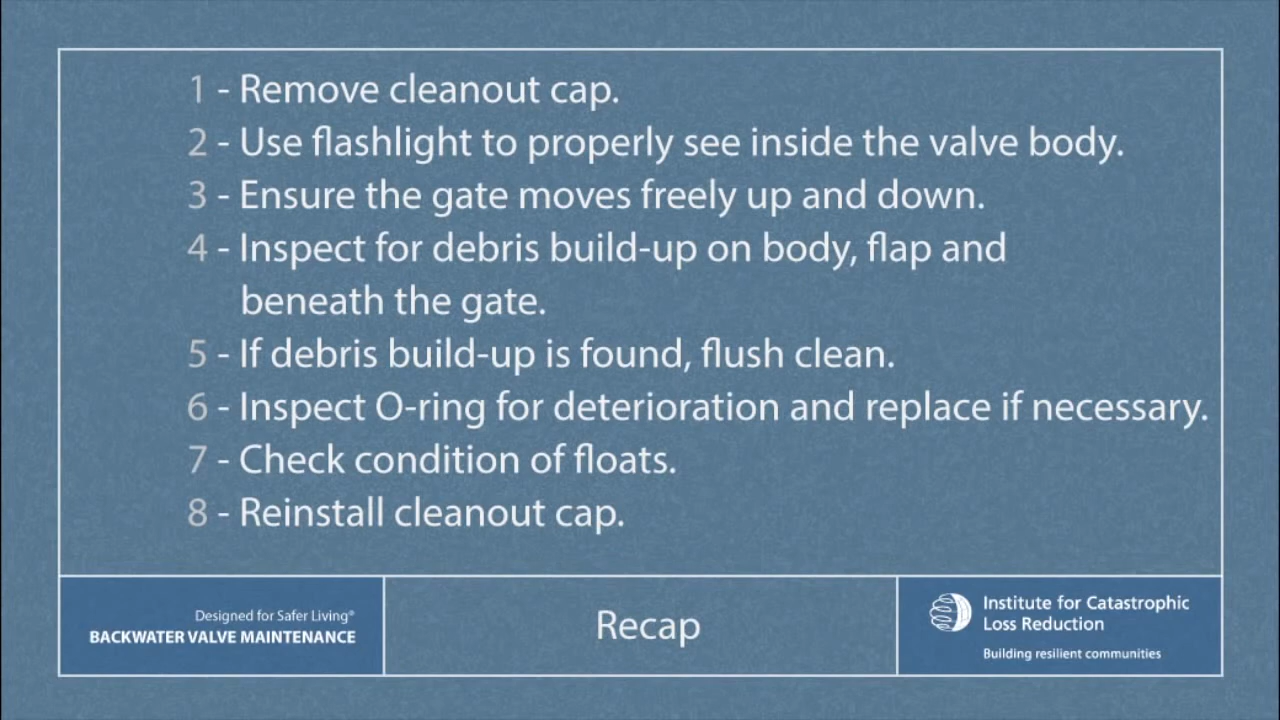 1 - Remove cleanout cap.
2 - Use flashlight to properly see inside the valve body.
3 - Ensure the gate moves freely up and down.
4 - Inspect for debris build-up on body, flap and
beneath the gate.
5 - If debris build-up is found, flush clean.
6 - Inspect O-ring for deterioration and replace if necessary.
7 - Check condition of floats.
8 - Reinstall cleanout cap.
Designed for Safer Living®
BACKWATER VALVE MAINTENANCE
Recap
Institute for Catastrophic
Loss Reduction
Building resilient communities